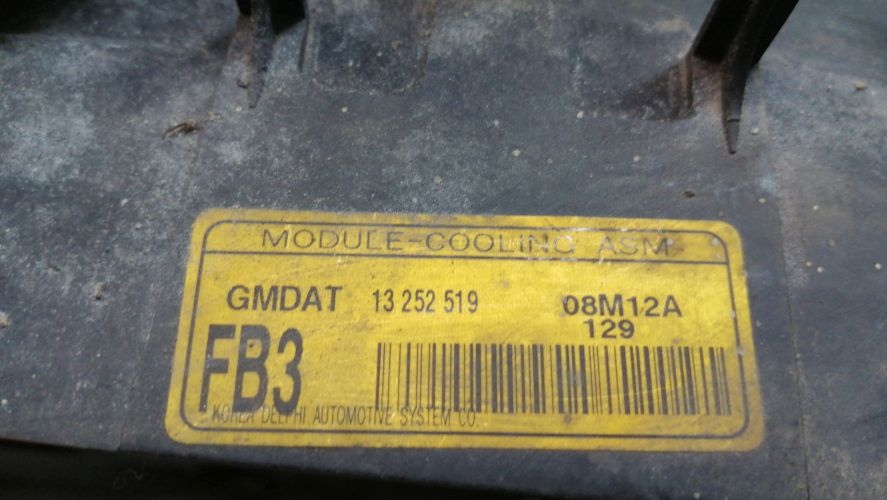 MODULE-COOLING ASM
GMDAT 13 252 519 08M12A
129
FB3
KOREA DELPHI AUTOMOTIVE SYSTEM CO.